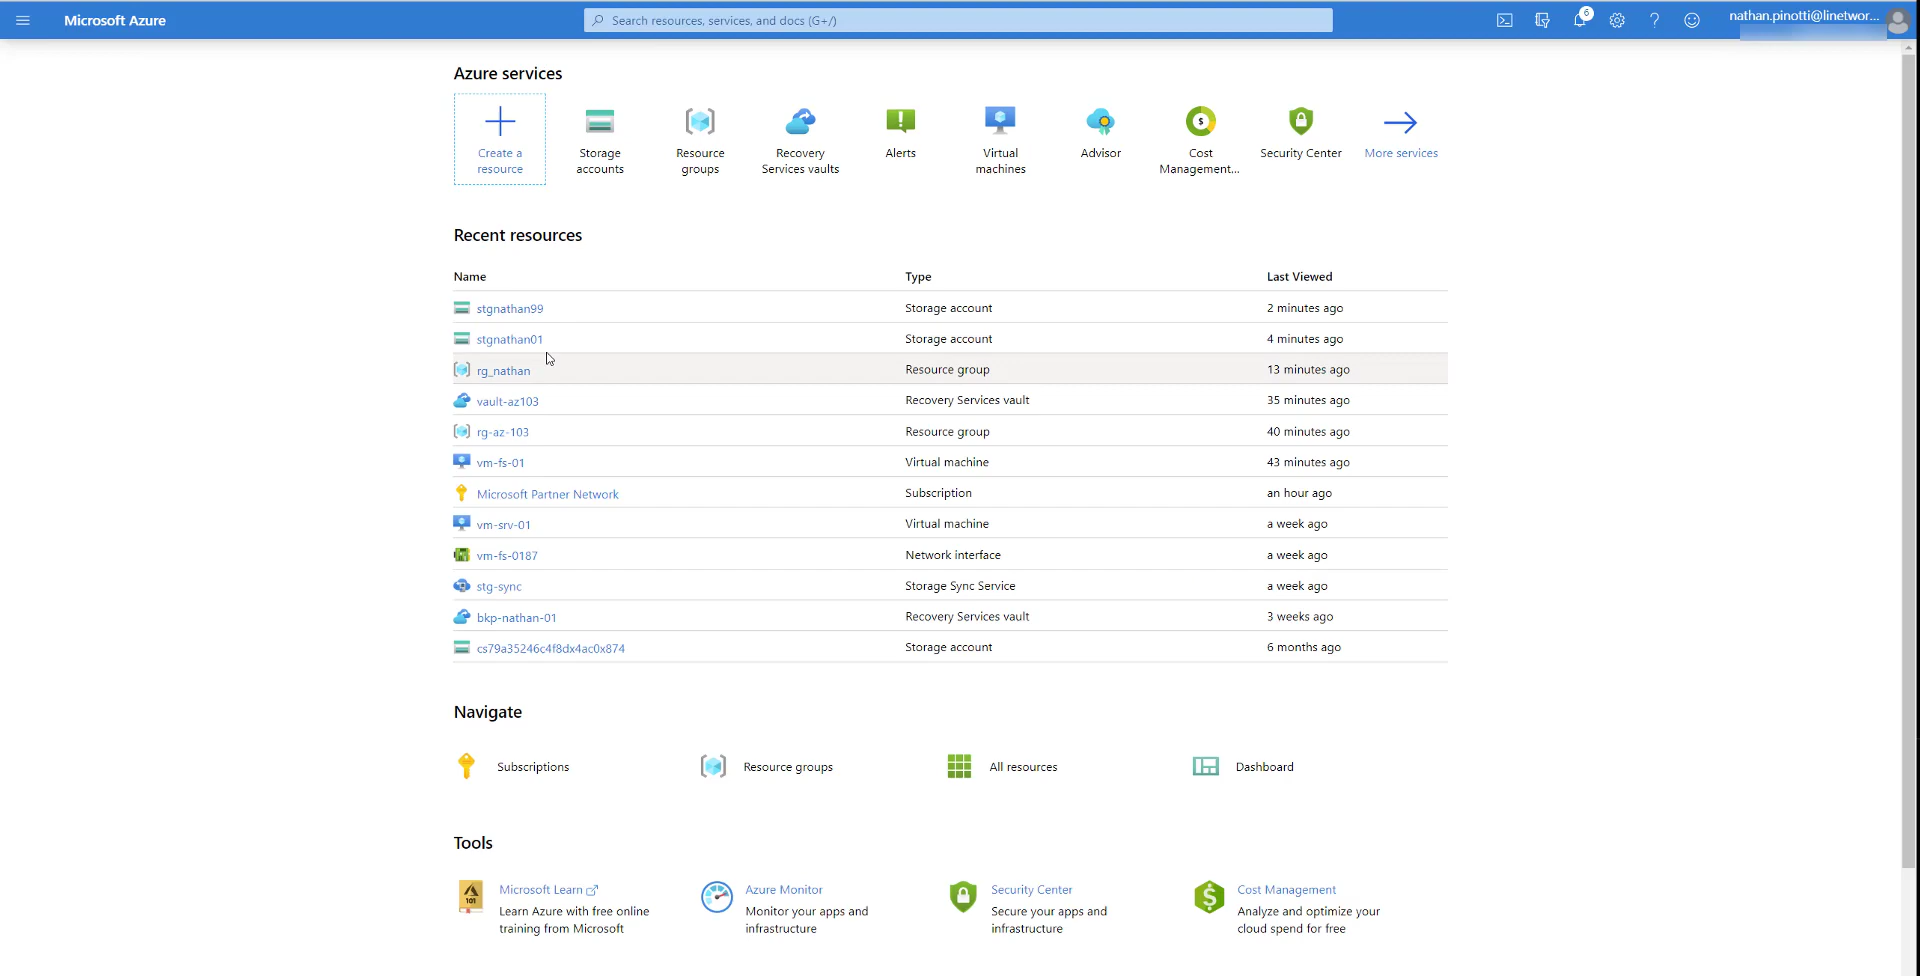 Microsoft Azure
Search resources, services, and docs (G+/)
6
nathan.pinotti@linetwor...
Azure services
Create a resource
Storage accounts
Resource groups
Recovery Services vaults
Alerts
Virtual machines
Advisor
Cost Management...
Security Center
More services
Recent resources
Name Type Last Viewed
stgnathan99 Storage account 2 minutes ago
stgnathan01 Storage account 4 minutes ago
rg_nathan Resource group 13 minutes ago
vault-az103 Recovery Services vault 35 minutes ago
rg-az-103 Resource group 40 minutes ago
vm-fs-01 Virtual machine 43 minutes ago
Microsoft Partner Network Subscription an hour ago
vm-srv-01 Virtual machine a week ago
vm-fs-0187 Network interface a week ago
stg-sync Storage Sync Service a week ago
bkp-nathan-01 Recovery Services vault 3 weeks ago
cs79a35246c4f8dx4ac0x874 Storage account 6 months ago
Navigate
Subscriptions
Resource groups
All resources
Dashboard
Tools
101
Microsoft Learn
Learn Azure with free online
training from Microsoft
Azure Monitor
Monitor your apps and
infrastructure
Security Center
Secure your apps and
infrastructure
Cost Management
Analyze and optimize your
cloud spend for free